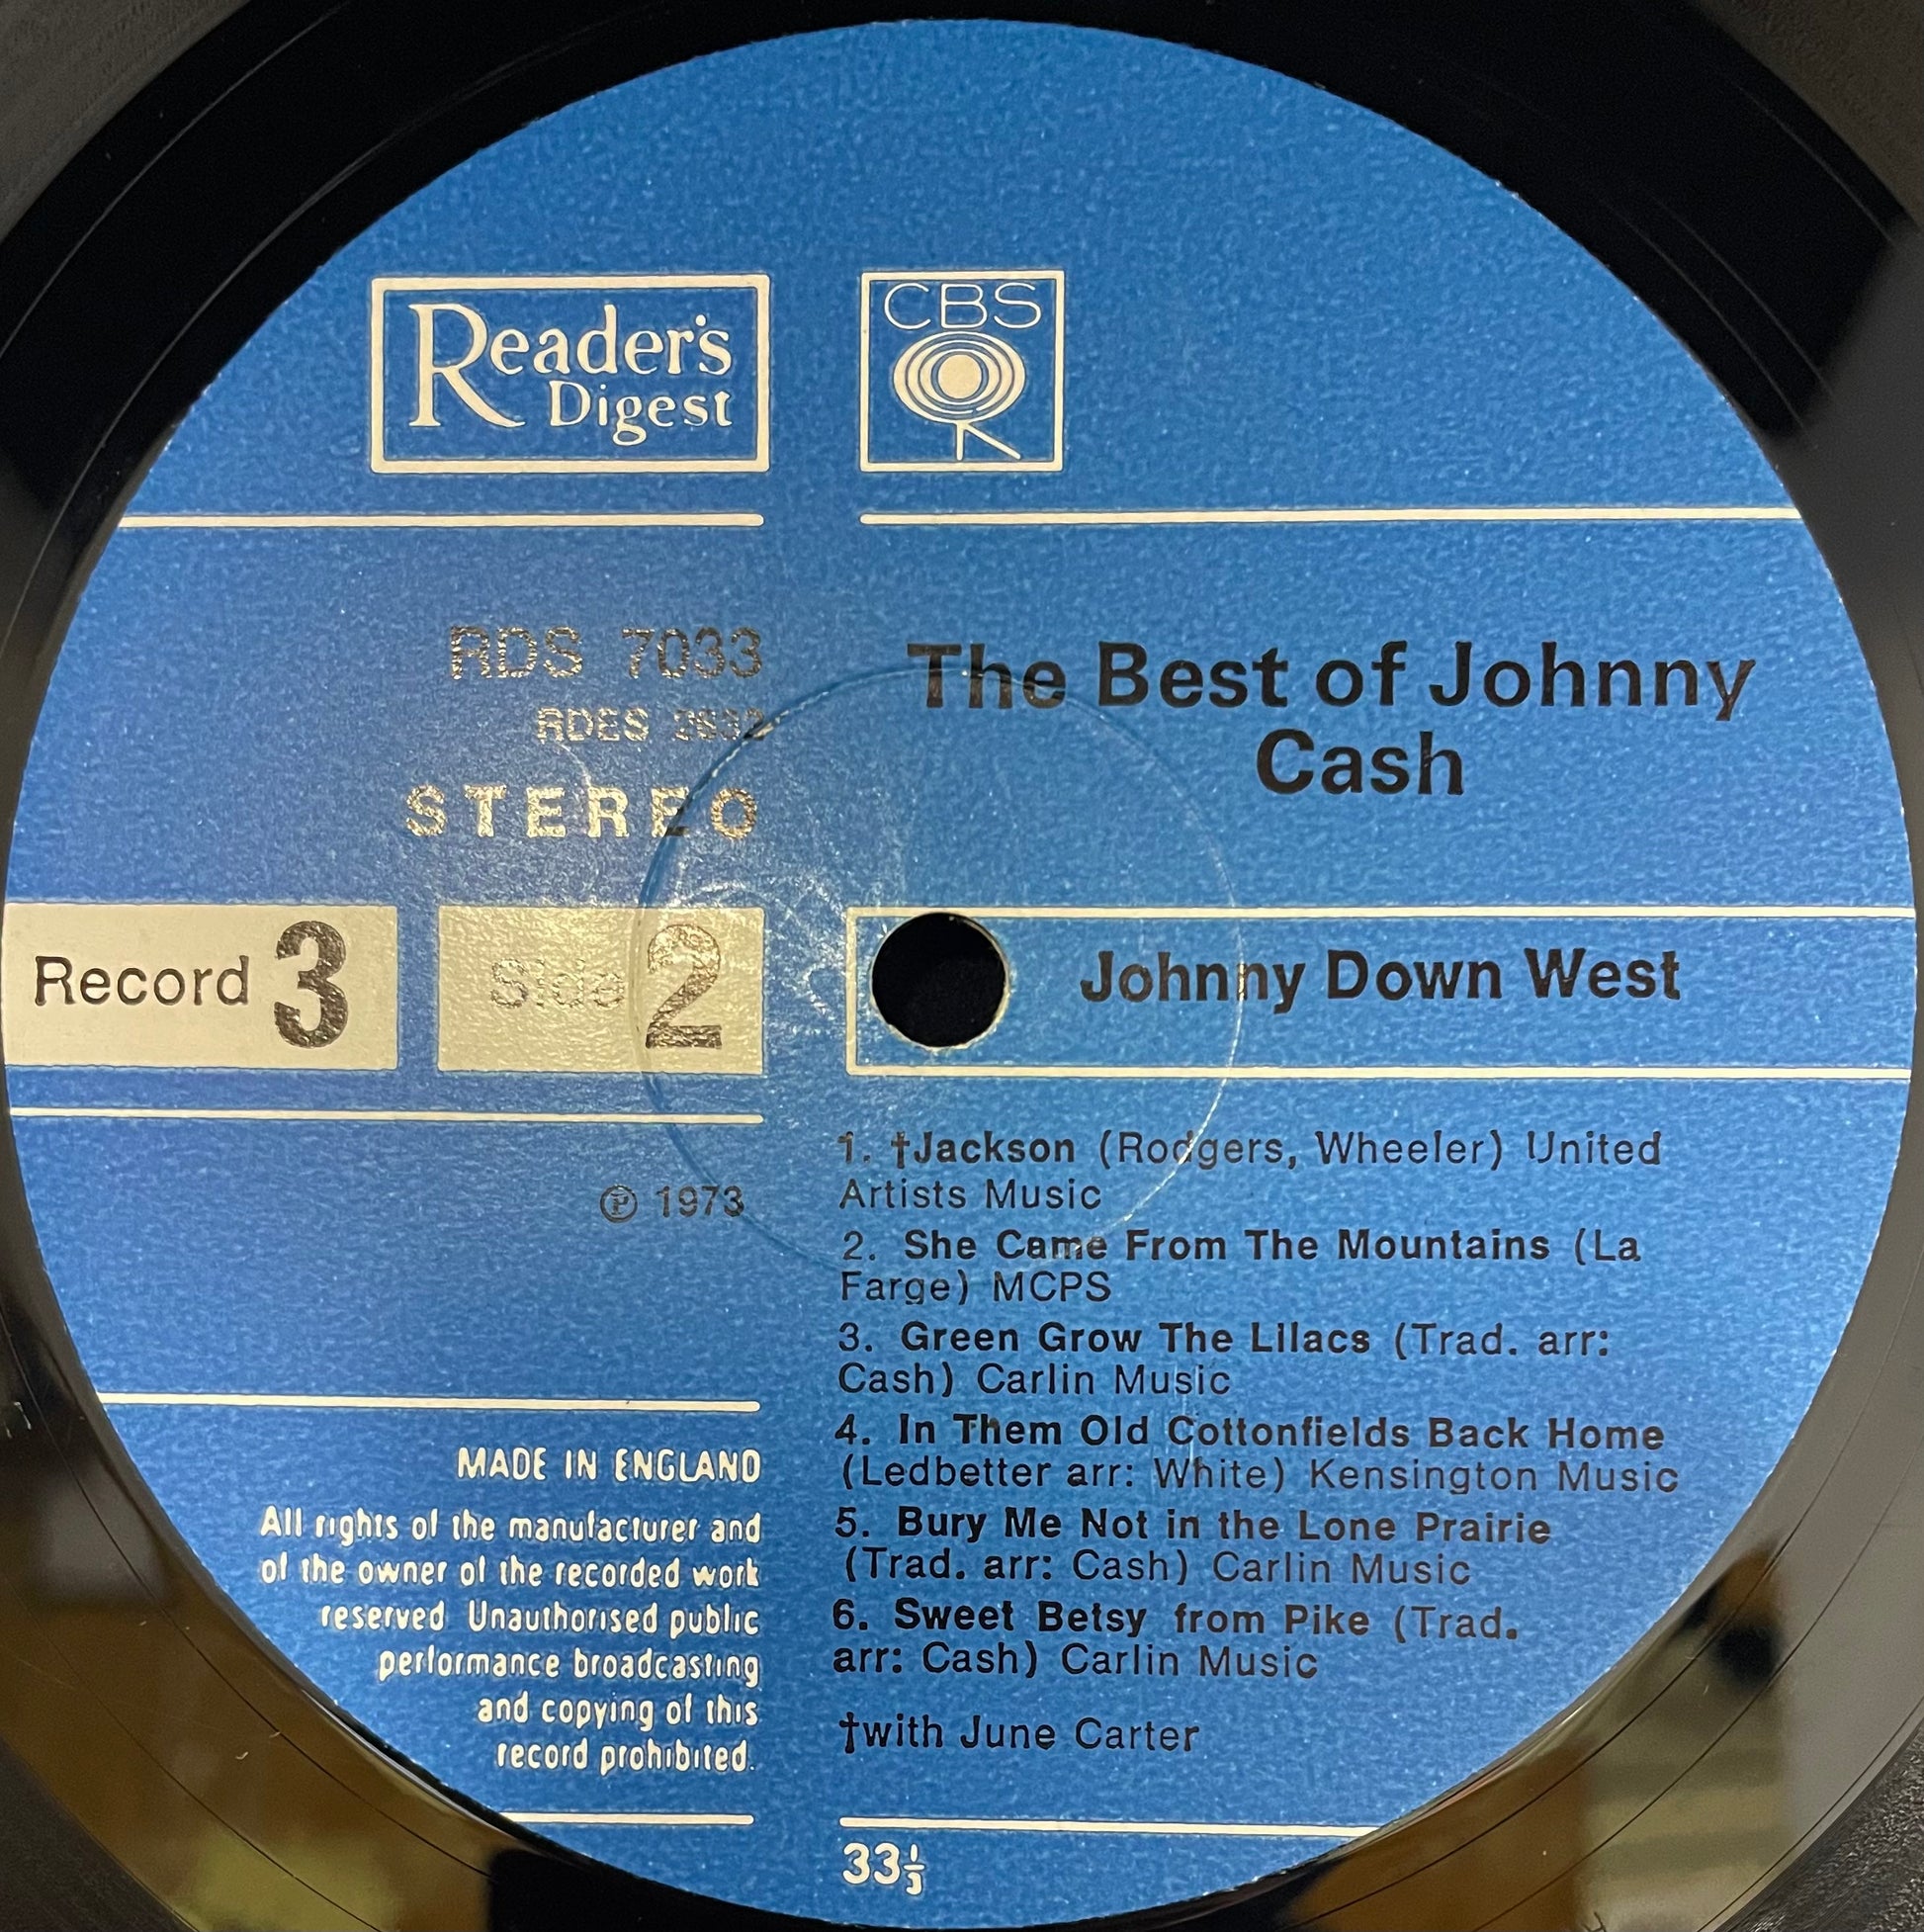 Reader's
Digest
CBS
RDS 7033
RDES 2632
STEREO
The Best of Johnny
Cash
Record 3
Side 2
Johnny Down West
℗ 1973
1. †Jackson (Rodgers, Wheeler) United
Artists Music
2. She Came From The Mountains (La
Farge) MCPS
3. Green Grow The Lilacs (Trad. arr:
Cash) Carlin Music
4. In Them Old Cottonfields Back Home
(Ledbetter arr: White) Kensington Music
5. Bury Me Not in the Lone Prairie
(Trad. arr: Cash) Carlin Music
6. Sweet Betsy from Pike (Trad.
arr: Cash) Carlin Music
†with June Carter
MADE IN ENGLAND
All rights of the manufacturer and
of the owner of the recorded work
reserved Unauthorised public
performance broadcasting
and copying of this
record prohibited.
33⅓